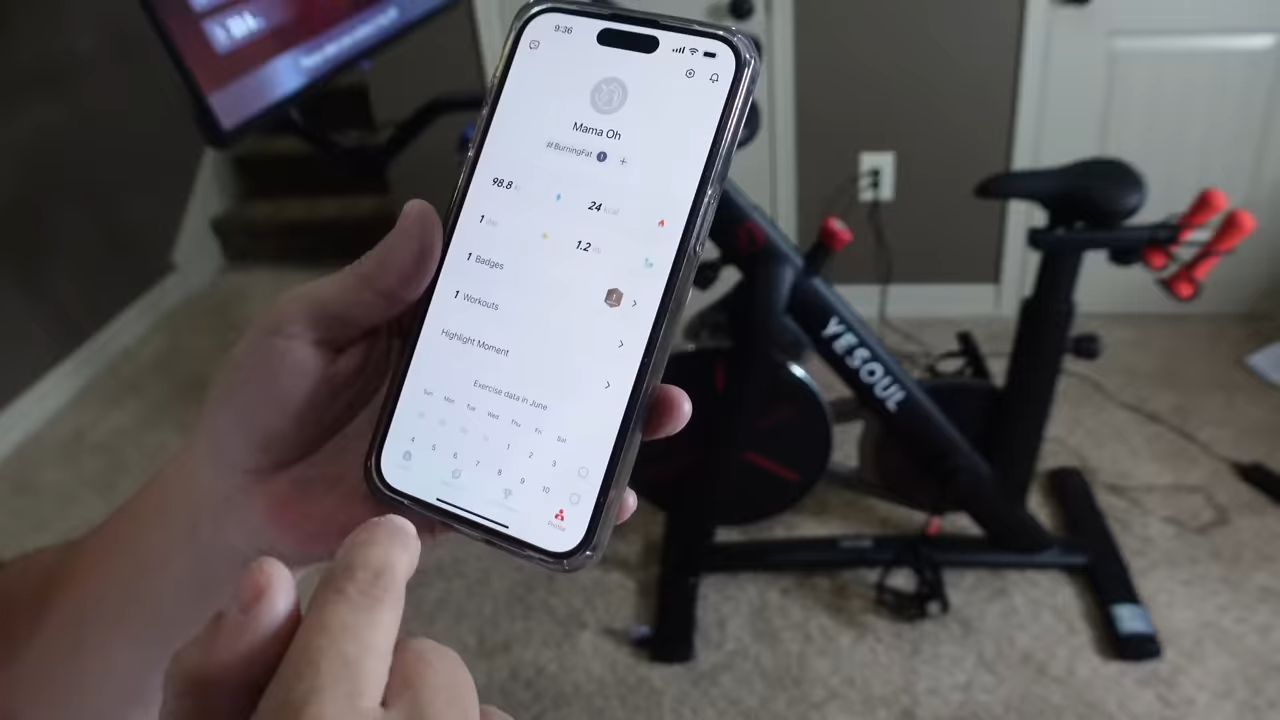 9:36
Mama Oh
#BurningFat
98.8
24 kcal
1
1.2
1 Badges
1 Workouts
Highlight Moment
Exercise data in June
Sun Mon Tue Wed Thu Fri Sat
1 2 3
4 5 6 7 8 9 10
Profile
YESOUL